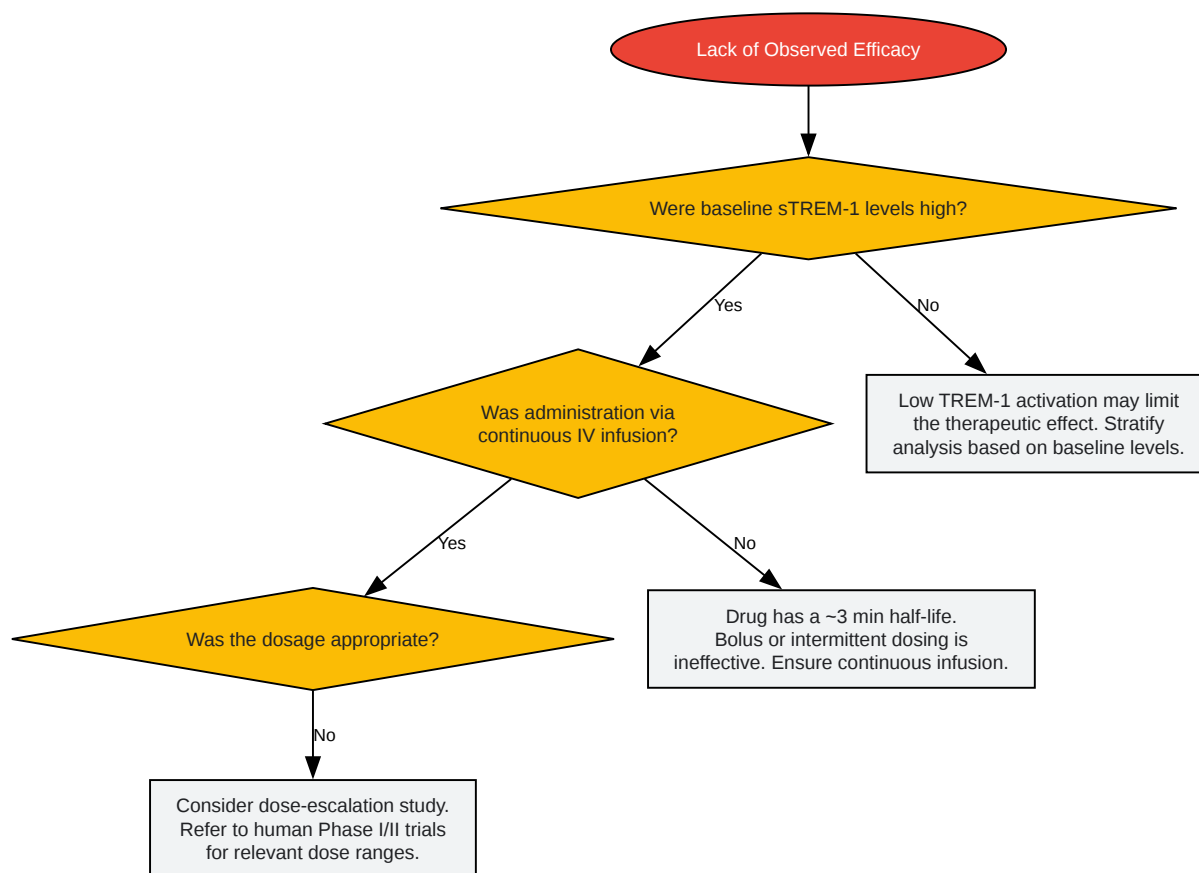 Lack of Observed Efficacy
Were baseline sTREM-1 levels high?
Yes
No
Was administration via
continuous IV infusion?
Low TREM-1 activation may limit
the therapeutic effect. Stratify
analysis based on baseline levels.
Yes
No
Was the dosage appropriate?
Drug has a ~3 min half-life.
Bolus or intermittent dosing is
ineffective. Ensure continuous infusion.
No
Consider dose-escalation study.
Refer to human Phase I/II trials
for relevant dose ranges.